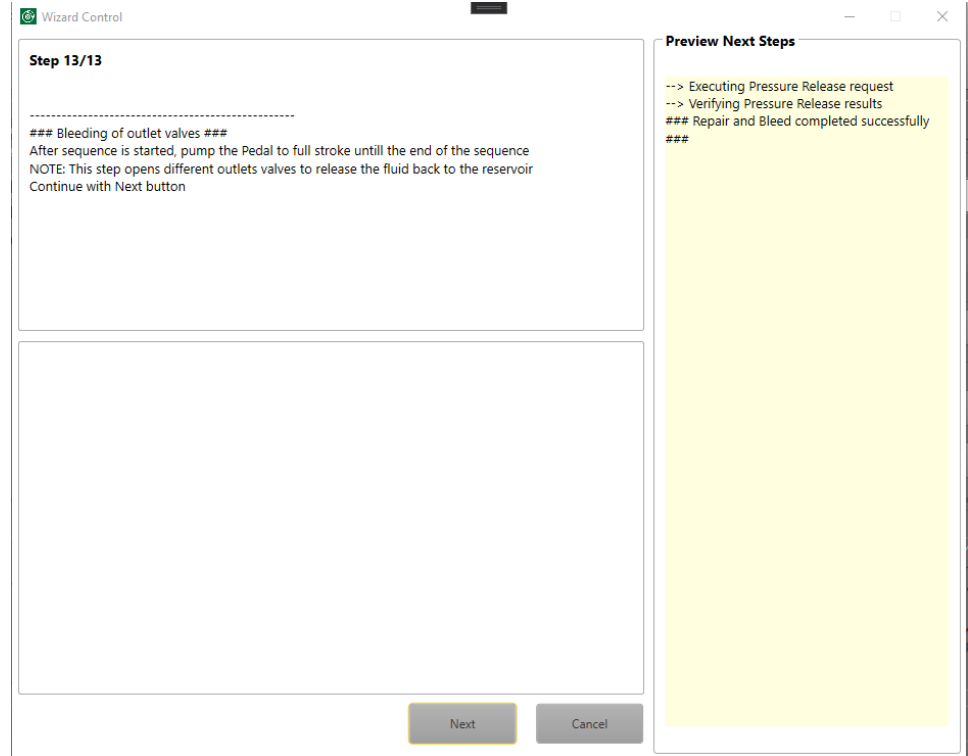 Wizard Control
Step 13/13
--------------------------------------------------
### Bleeding of outlet valves ###
After sequence is started, pump the Pedal to full stroke untill the end of the sequence
NOTE: This step opens different outlets valves to release the fluid back to the reservoir
Continue with Next button
Next
Cancel
Preview Next Steps
--> Executing Pressure Release request
--> Verifying Pressure Release results
### Repair and Bleed completed successfully
###